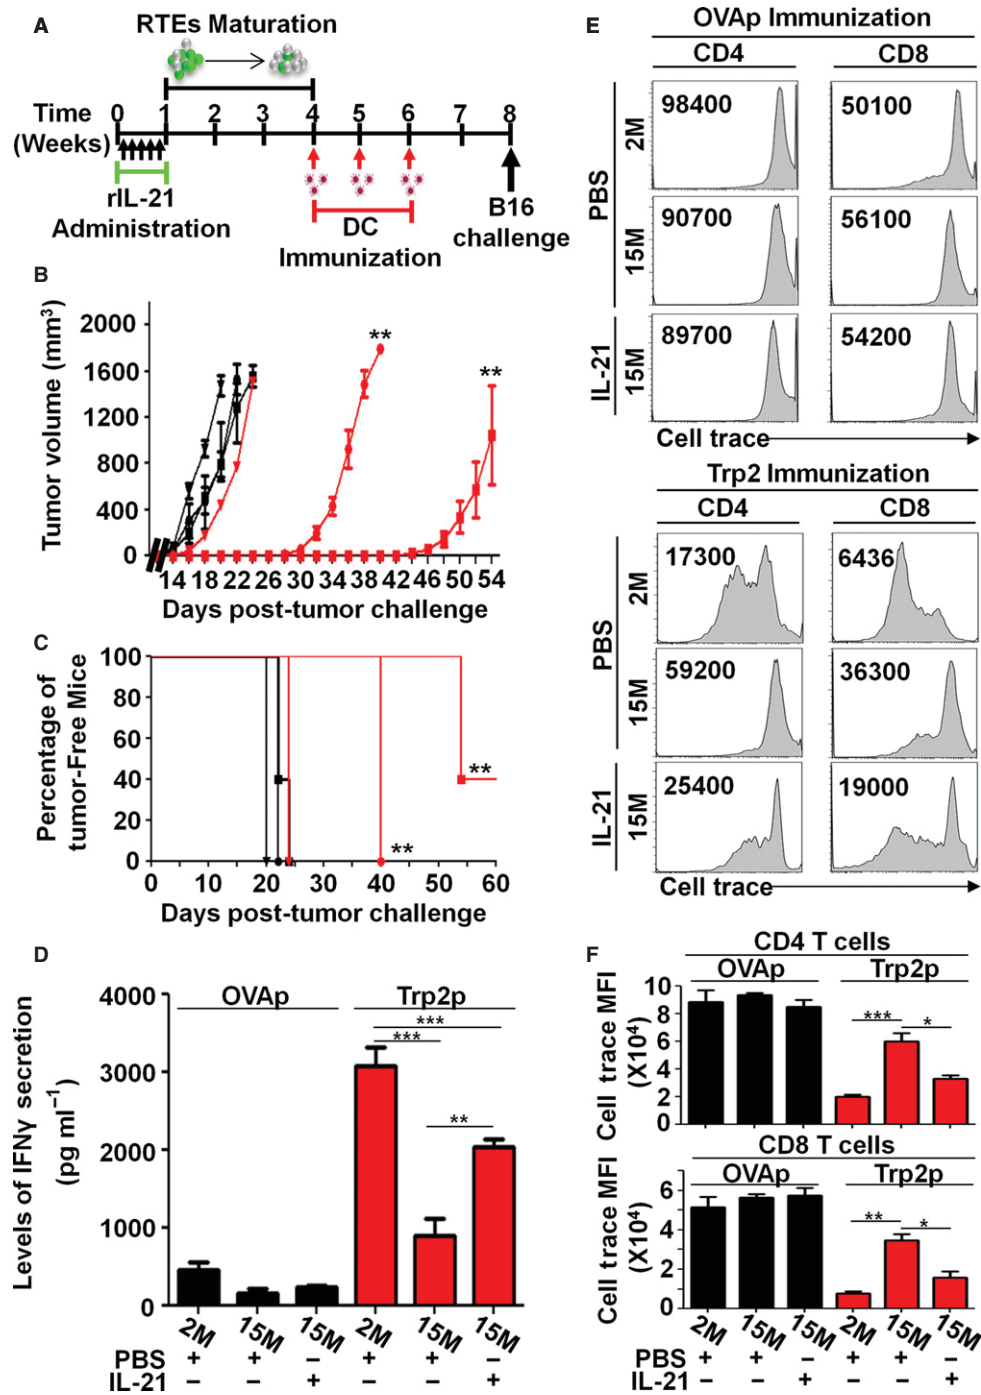 A
RTEs Maturation
Time (Weeks)
0 1 2 3 4 5 6 7 8
rIL-21 Administration
DC Immunization
B16 challenge
B
Tumor volume (mm³)
2000
1600
1200
800
400
0
**
**
14 18 22 26 30 34 38 42 46 50 54
Days post-tumor challenge
C
Percentage of tumor-Free Mice
100
80
60
40
20
0
**
**
0 10 20 30 40 50 60
Days post-tumor challenge
D
Levels of IFNγ secretion (pg ml⁻¹)
4000
3000
2000
1000
0
OVAp Trp2p
***
***
**
2M 15M 15M 2M 15M 15M
PBS + + − + + −
IL-21 − − + − − +
E
OVAp Immunization
CD4 CD8
PBS
2M
98400 50100
15M
90700 56100
IL-21
15M
89700 54200
Cell trace
Trp2 Immunization
CD4 CD8
PBS
2M
17300 6436
15M
59200 36300
IL-21
15M
25400 19000
Cell trace
F
CD4 T cells
OVAp Trp2p
Cell trace MFI (X10⁴)
10
8
6
4
2
0
*** *
CD8 T cells
OVAp Trp2p
Cell trace MFI (X10⁴)
6
4
2
0
** *
2M 15M 15M 2M 15M 15M
PBS + + − + + −
IL-21 − − + − − +